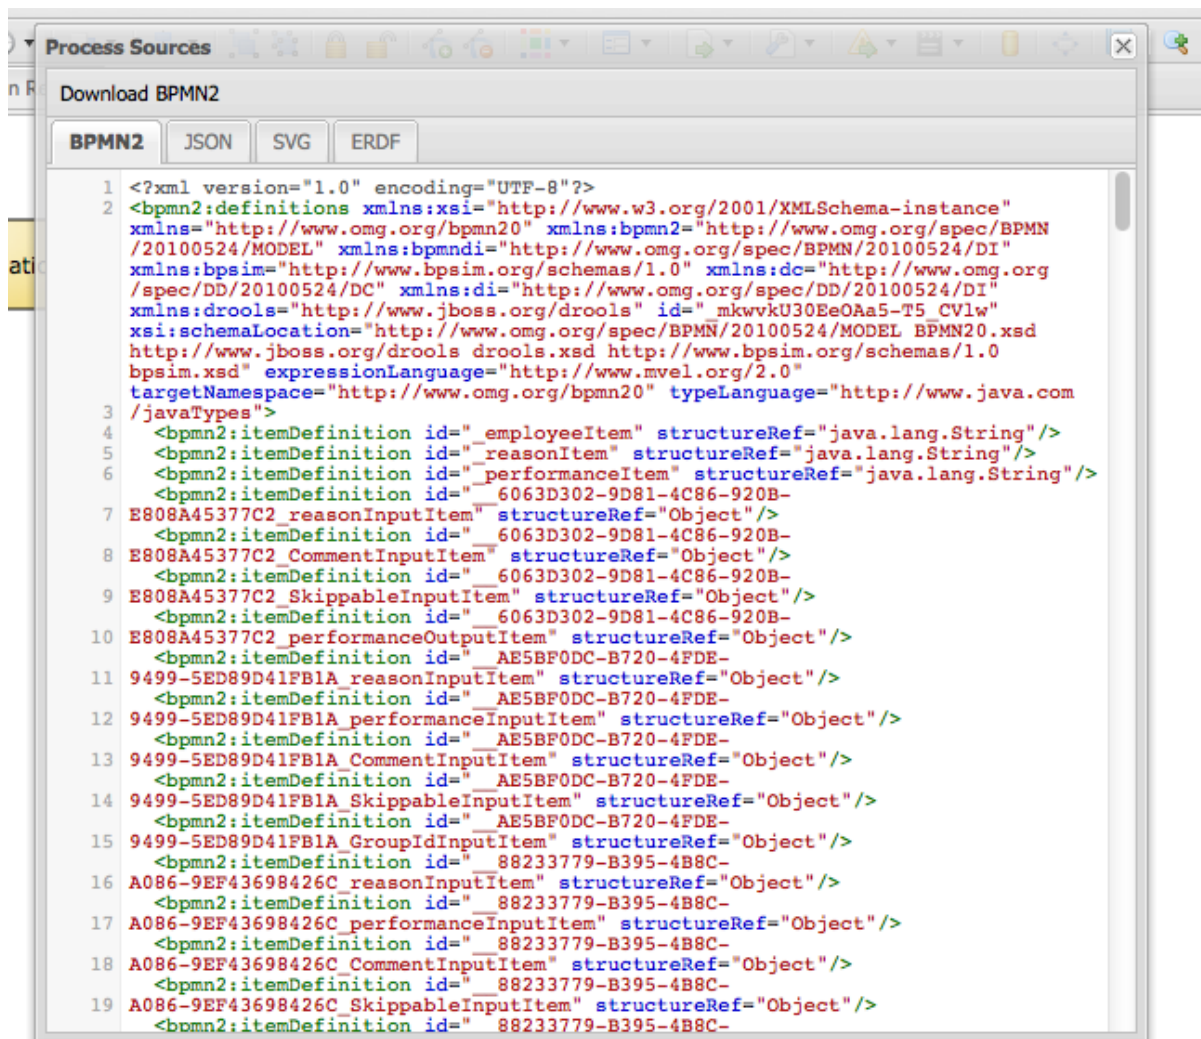 Process Sources
n R
Download BPMN2
BPMN2 JSON SVG ERDF
atic
1 <?xml version="1.0" encoding="UTF-8"?>
2 <bpmn2:definitions xmlns:xsi="http://www.w3.org/2001/XMLSchema-instance"
xmlns="http://www.omg.org/bpmn20" xmlns:bpmn2="http://www.omg.org/spec/BPMN
/20100524/MODEL" xmlns:bpmndi="http://www.omg.org/spec/BPMN/20100524/DI"
xmlns:bpsim="http://www.bpsim.org/schemas/1.0" xmlns:dc="http://www.omg.org
/spec/DD/20100524/DC" xmlns:di="http://www.omg.org/spec/DD/20100524/DI"
xmlns:drools="http://www.jboss.org/drools" id="_mkwvkU30EeOAa5-T5_CVlw"
xsi:schemaLocation="http://www.omg.org/spec/BPMN/20100524/MODEL BPMN20.xsd
http://www.jboss.org/drools drools.xsd http://www.bpsim.org/schemas/1.0
bpsim.xsd" expressionLanguage="http://www.mvel.org/2.0"
targetNamespace="http://www.omg.org/bpmn20" typeLanguage="http://www.java.com
3 /javaTypes">
4 <bpmn2:itemDefinition id="_employeeItem" structureRef="java.lang.String"/>
5 <bpmn2:itemDefinition id="_reasonItem" structureRef="java.lang.String"/>
6 <bpmn2:itemDefinition id="_performanceItem" structureRef="java.lang.String"/>
<bpmn2:itemDefinition id="__6063D302-9D81-4C86-920B-
7 E808A45377C2_reasonInputItem" structureRef="Object"/>
<bpmn2:itemDefinition id="__6063D302-9D81-4C86-920B-
8 E808A45377C2_CommentInputItem" structureRef="Object"/>
<bpmn2:itemDefinition id="__6063D302-9D81-4C86-920B-
9 E808A45377C2_SkippableInputItem" structureRef="Object"/>
<bpmn2:itemDefinition id="__6063D302-9D81-4C86-920B-
10 E808A45377C2_performanceOutputItem" structureRef="Object"/>
<bpmn2:itemDefinition id="__AE5BF0DC-B720-4FDE-
11 9499-5ED89D41FB1A_reasonInputItem" structureRef="Object"/>
<bpmn2:itemDefinition id="__AE5BF0DC-B720-4FDE-
12 9499-5ED89D41FB1A_performanceInputItem" structureRef="Object"/>
<bpmn2:itemDefinition id="__AE5BF0DC-B720-4FDE-
13 9499-5ED89D41FB1A_CommentInputItem" structureRef="Object"/>
<bpmn2:itemDefinition id="__AE5BF0DC-B720-4FDE-
14 9499-5ED89D41FB1A_SkippableInputItem" structureRef="Object"/>
<bpmn2:itemDefinition id="__AE5BF0DC-B720-4FDE-
15 9499-5ED89D41FB1A_GroupIdInputItem" structureRef="Object"/>
<bpmn2:itemDefinition id="__88233779-B395-4B8C-
16 A086-9EF43698426C_reasonInputItem" structureRef="Object"/>
<bpmn2:itemDefinition id="__88233779-B395-4B8C-
17 A086-9EF43698426C_performanceInputItem" structureRef="Object"/>
<bpmn2:itemDefinition id="__88233779-B395-4B8C-
18 A086-9EF43698426C_CommentInputItem" structureRef="Object"/>
<bpmn2:itemDefinition id="__88233779-B395-4B8C-
19 A086-9EF43698426C_SkippableInputItem" structureRef="Object"/>
<bpmn2:itemDefinition id="__88233779-B395-4B8C-